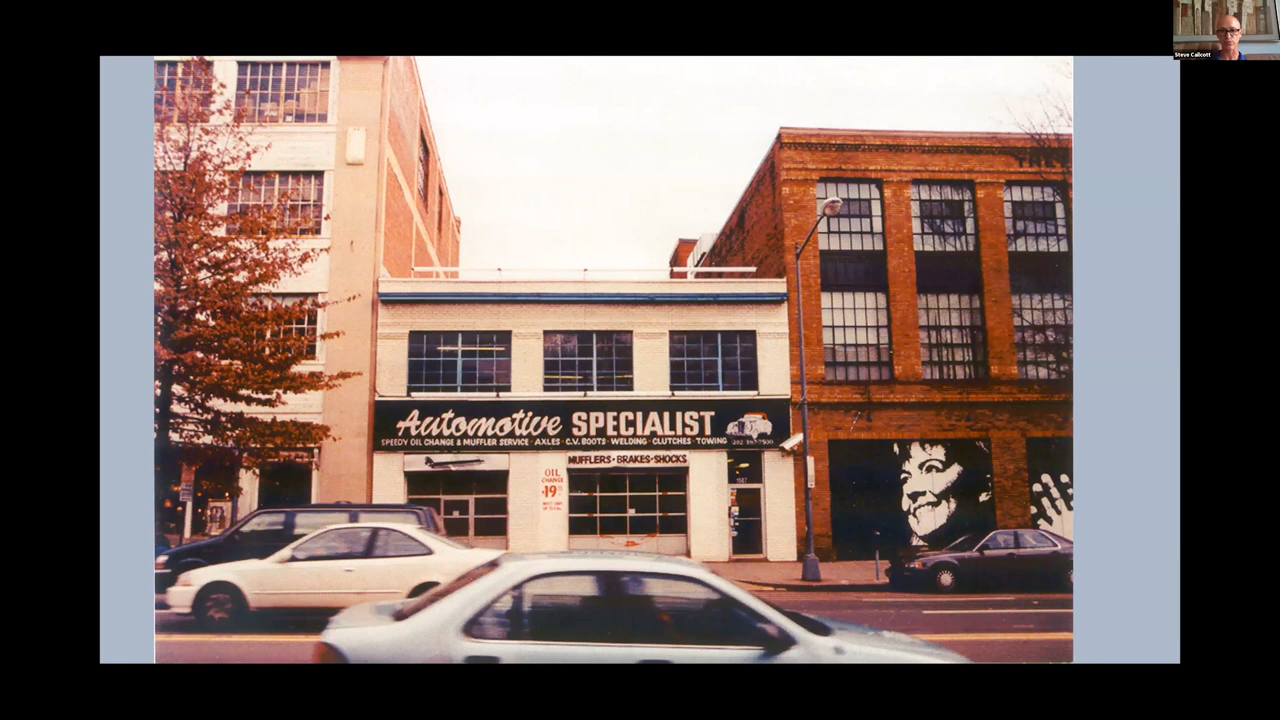 Steve Callcott
Automotive SPECIALIST
SPEEDY OIL CHANGE & MUFFLER SERVICE · AXLES · C.V. BOOTS · WELDING · CLUTCHES · TOWING
MUFFLERS · BRAKES · SHOCKS
OIL
CHANGE
$19